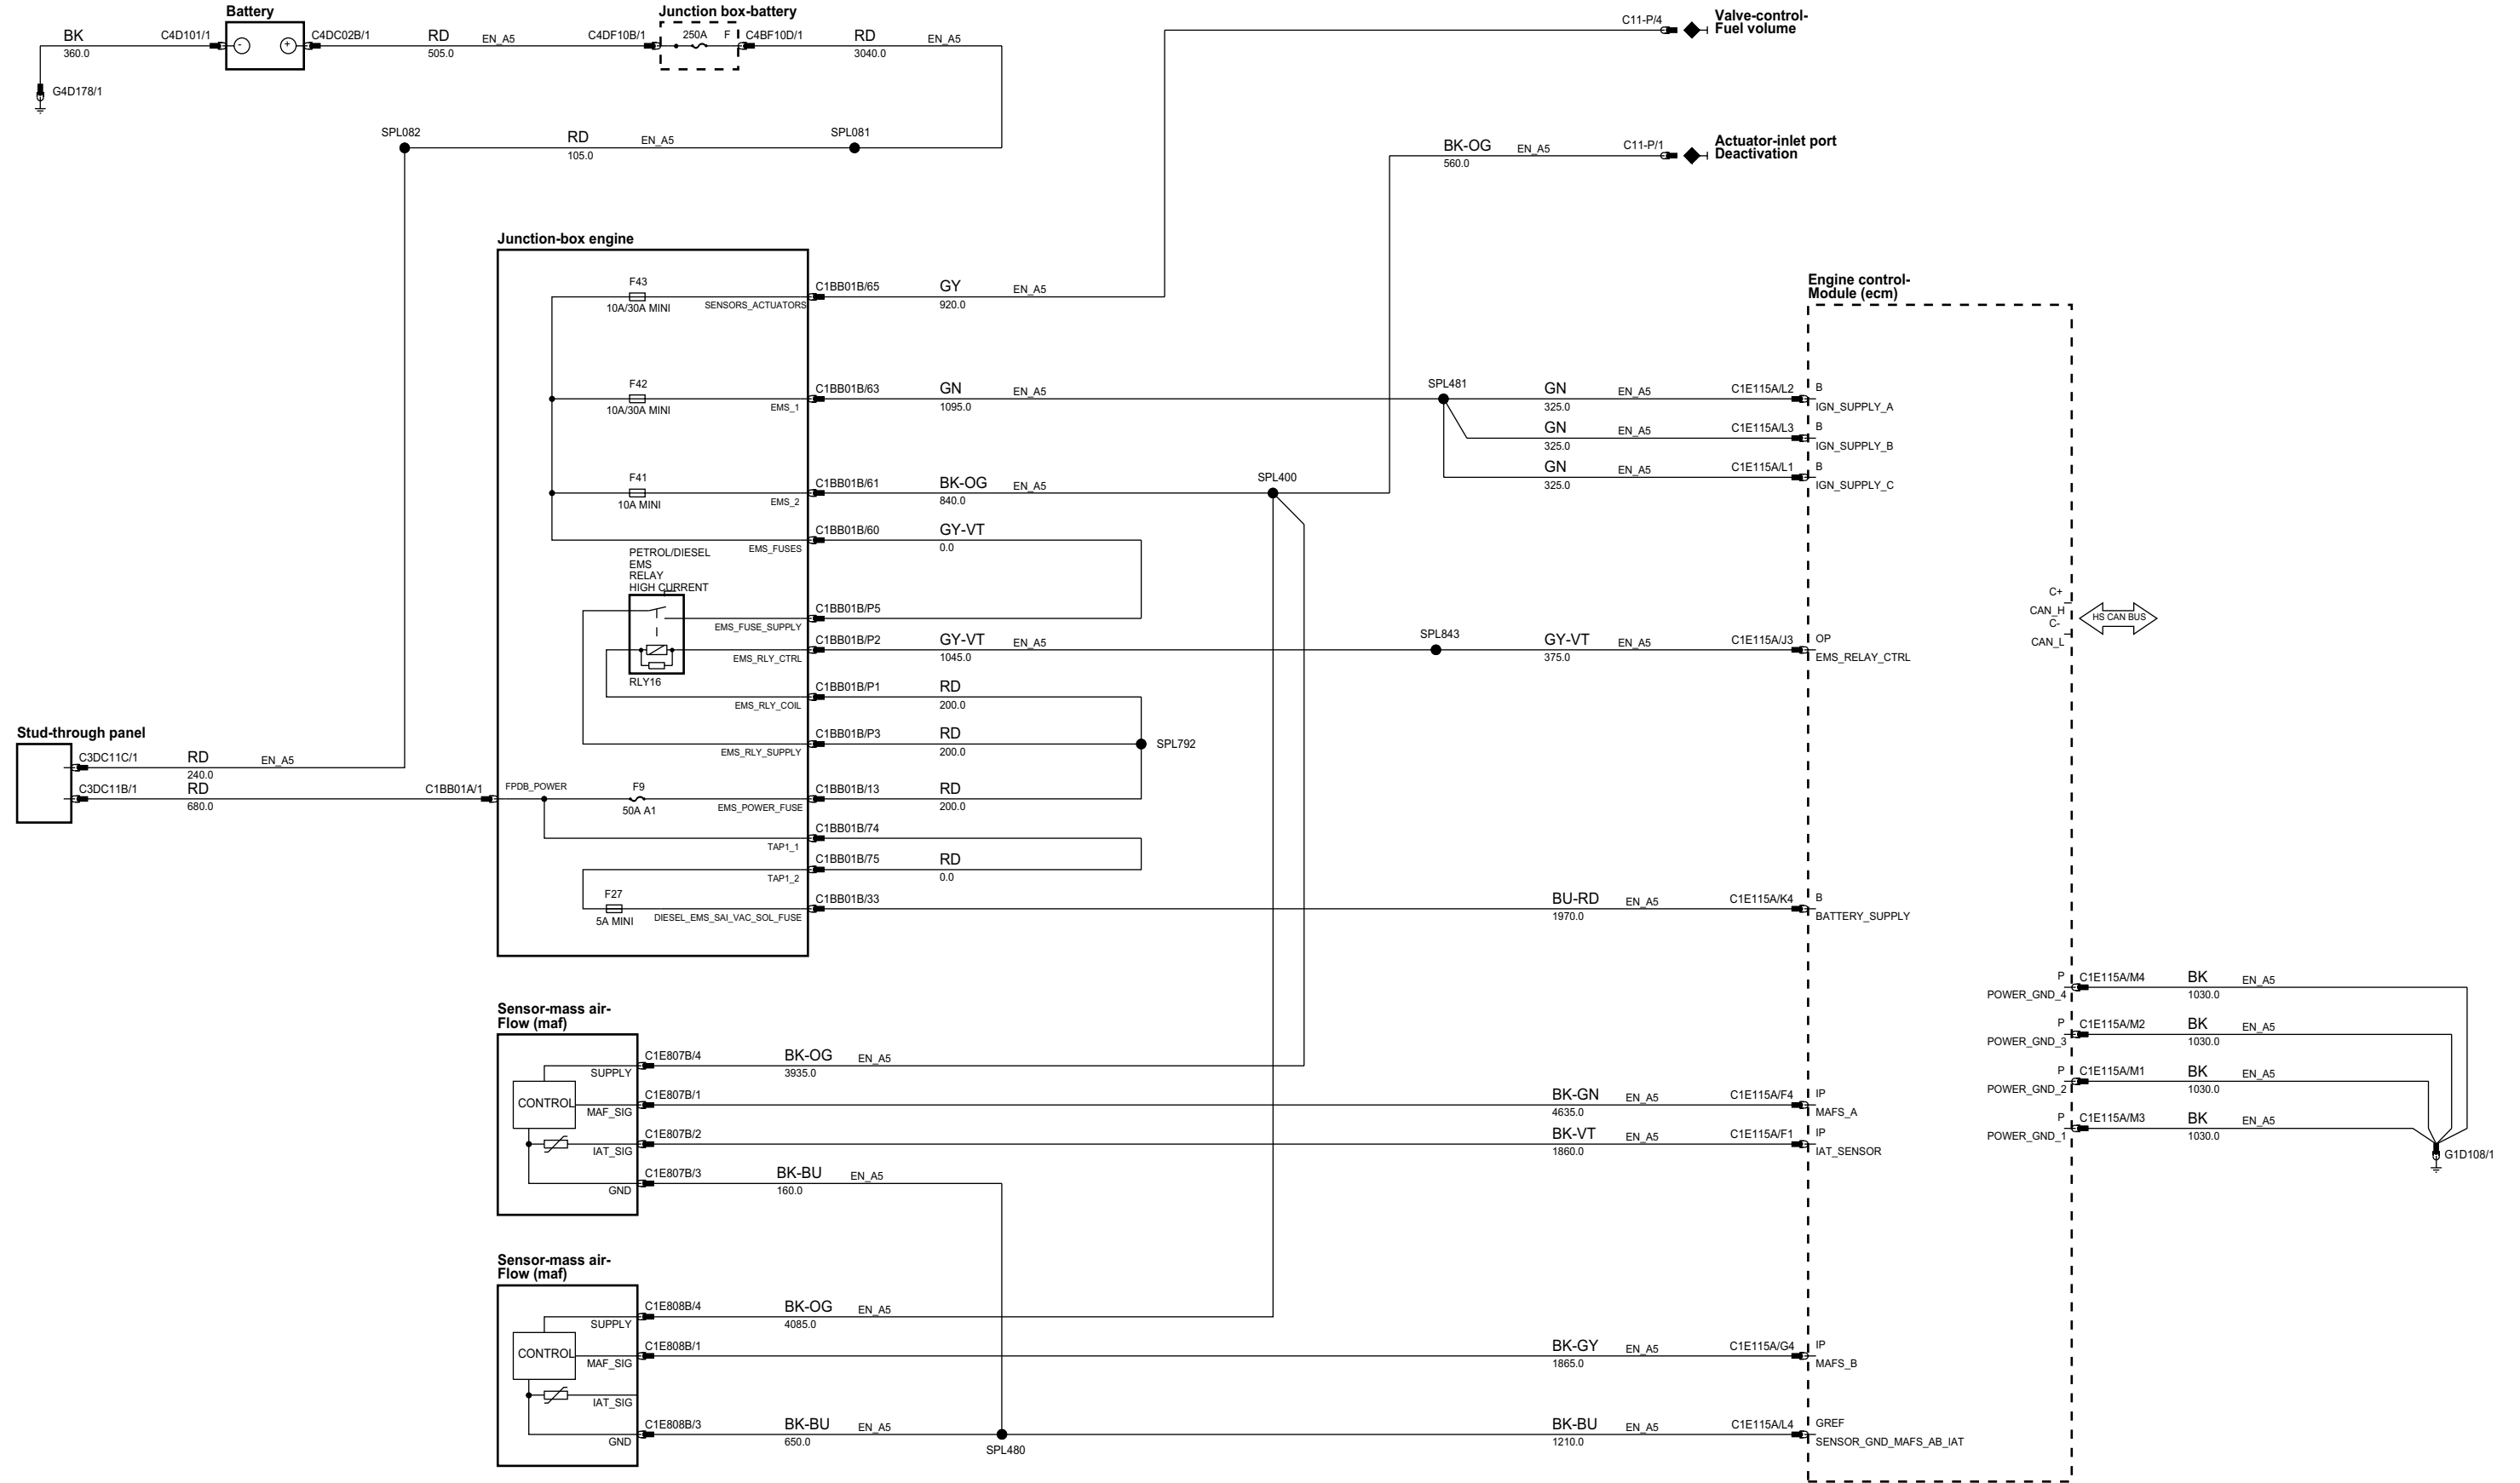 Battery
BK
360.0
C4D101/1
-
+
C4DC02B/1
RD
505.0
EN_A5
G4D178/1
Junction box-battery
C4DF10B/1
250A
F
C4BF10D/1
RD
3040.0
EN_A5
SPL082
RD
105.0
EN_A5
SPL081
C11-P/4
Valve-control-
Fuel volume
BK-OG
560.0
EN_A5
C11-P/1
Actuator-inlet port
Deactivation
Junction-box engine
F43
10A/30A MINI
SENSORS_ACTUATORS
C1BB01B/65
GY
920.0
EN_A5
F42
10A/30A MINI
EMS_1
C1BB01B/63
GN
1095.0
EN_A5
SPL481
F41
10A MINI
EMS_2
C1BB01B/61
BK-OG
840.0
EN_A5
SPL400
EMS_FUSES
C1BB01B/60
GY-VT
0.0
PETROL/DIESEL
EMS
RELAY
HIGH CURRENT
RLY16
EMS_FUSE_SUPPLY
C1BB01B/P5
EMS_RLY_CTRL
C1BB01B/P2
GY-VT
1045.0
EN_A5
SPL843
GY-VT
375.0
EN_A5
C1E115A/J3
EMS_RLY_COIL
C1BB01B/P1
RD
200.0
EMS_RLY_SUPPLY
C1BB01B/P3
RD
200.0
SPL792
Stud-through panel
C3DC11C/1
RD
240.0
EN_A5
C3DC11B/1
RD
680.0
C1BB01A/1
FPDB_POWER
F9
50A A1
EMS_POWER_FUSE
C1BB01B/13
RD
200.0
TAP1_1
C1BB01B/74
TAP1_2
C1BB01B/75
RD
0.0
F27
5A MINI
DIESEL_EMS_SAI_VAC_SOL_FUSE
C1BB01B/33
BU-RD
1970.0
EN_A5
C1E115A/K4
Engine control-
Module (ecm)
GN
325.0
EN_A5
C1E115A/L2
B
IGN_SUPPLY_A
GN
325.0
EN_A5
C1E115A/L3
B
IGN_SUPPLY_B
GN
325.0
EN_A5
C1E115A/L1
B
IGN_SUPPLY_C
C+
CAN_H
C-
CAN_L
HS CAN BUS
OP
EMS_RELAY_CTRL
B
BATTERY_SUPPLY
P
POWER_GND_4
C1E115A/M4
BK
1030.0
EN_A5
P
POWER_GND_3
C1E115A/M2
BK
1030.0
EN_A5
P
POWER_GND_2
C1E115A/M1
BK
1030.0
EN_A5
P
POWER_GND_1
C1E115A/M3
BK
1030.0
EN_A5
G1D108/1
Sensor-mass air-
Flow (maf)
CONTROL
SUPPLY
C1E807B/4
BK-OG
3935.0
EN_A5
MAF_SIG
C1E807B/1
BK-GN
4635.0
EN_A5
C1E115A/F4
IP
MAFS_A
IAT_SIG
C1E807B/2
BK-VT
1860.0
EN_A5
C1E115A/F1
IP
IAT_SENSOR
GND
C1E807B/3
BK-BU
160.0
EN_A5
Sensor-mass air-
Flow (maf)
CONTROL
SUPPLY
C1E808B/4
BK-OG
4085.0
EN_A5
MAF_SIG
C1E808B/1
BK-GY
1865.0
EN_A5
C1E115A/G4
IP
MAFS_B
IAT_SIG
GND
C1E808B/3
BK-BU
650.0
EN_A5
SPL480
BK-BU
1210.0
EN_A5
C1E115A/L4
GREF
SENSOR_GND_MAFS_AB_IAT